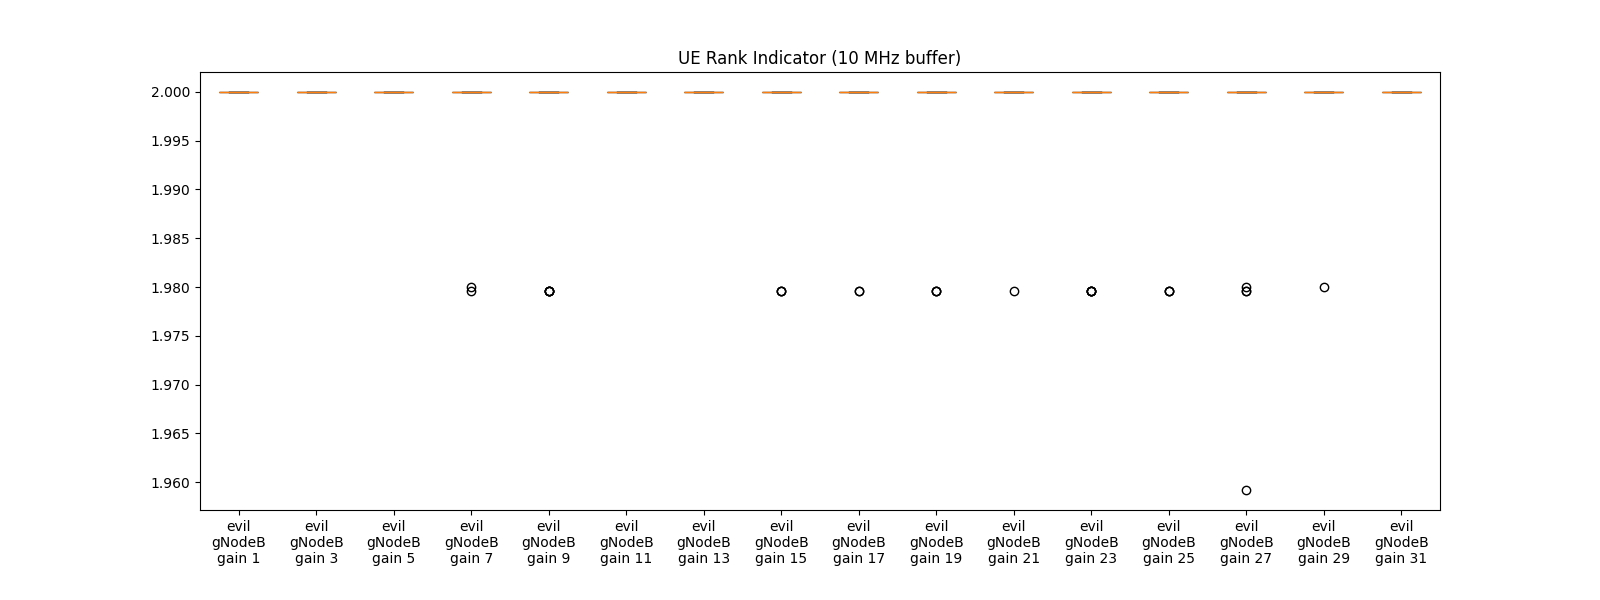 UE Rank Indicator (10 MHz buffer)
2.000
1.995
1.990
1.985
1.980
1.975
1.970
1.965
1.960
evil
gNodeB
gain 1
evil
gNodeB
gain 3
evil
gNodeB
gain 5
evil
gNodeB
gain 7
evil
gNodeB
gain 9
evil
gNodeB
gain 11
evil
gNodeB
gain 13
evil
gNodeB
gain 15
evil
gNodeB
gain 17
evil
gNodeB
gain 19
evil
gNodeB
gain 21
evil
gNodeB
gain 23
evil
gNodeB
gain 25
evil
gNodeB
gain 27
evil
gNodeB
gain 29
evil
gNodeB
gain 31